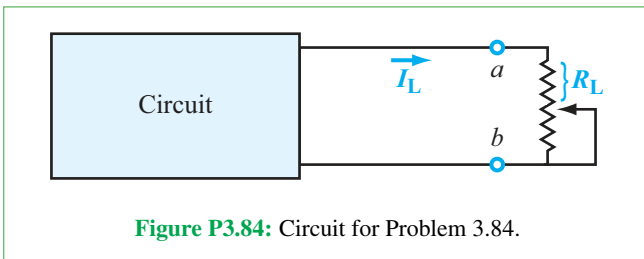 Circuit
I_L
a
R_L
b
Figure P3.84: Circuit for Problem 3.84.